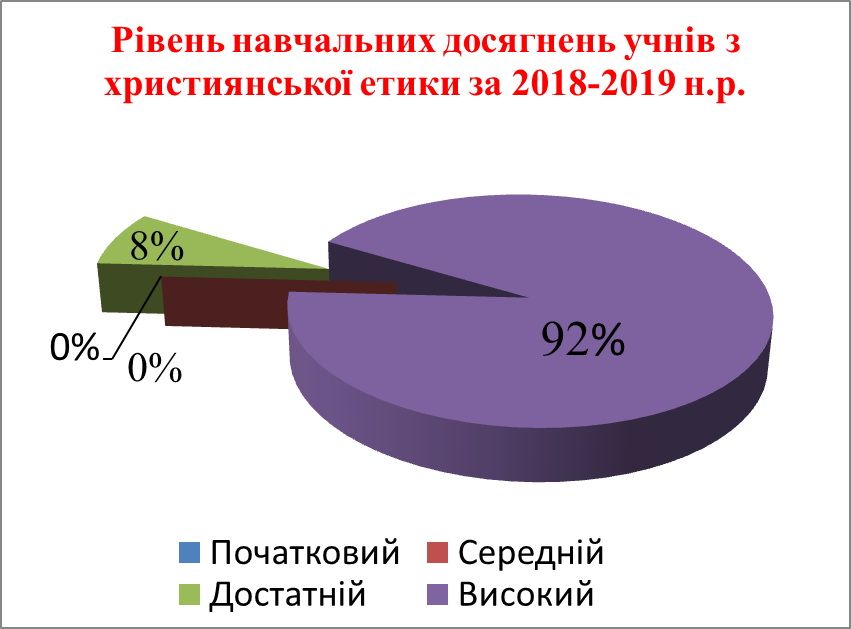 Рівень навчальних досягнень учнів з
християнської етики за 2018-2019 н.р.
8%
92%
0%
0%
Початковий
Середній
Достатній
Високий